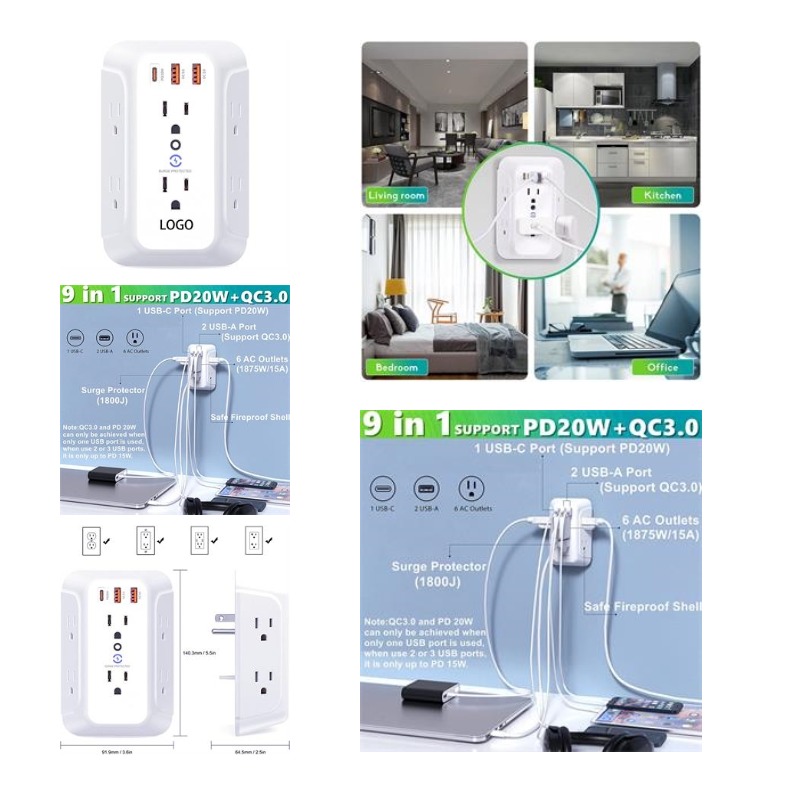 SURGE PROTECTED
LOGO
Living room
Kitchen
Bedroom
Office
9 in 1 SUPPORT PD20W+QC3.0
1 USB-C Port (Support PD20W)
2 USB-A Port
(Support QC3.0)
1 USB-C
2 USB-A
6 AC Outlets
6 AC Outlets
(1875W/15A)
Surge Protector
(1800J)
Safe Fireproof Shell
Note:QC3.0 and PD 20W
can only be achieved when
only one USB port is used,
when use 2 or 3 USB ports.
It is only up to PD 15W.
9 in 1 SUPPORT PD20W+QC3.0
1 USB-C Port (Support PD20W)
2 USB-A Port
(Support QC3.0)
1 USB-C
2 USB-A
6 AC Outlets
6 AC Outlets
(1875W/15A)
Surge Protector
(1800J)
Safe Fireproof Shell
Note:QC3.0 and PD 20W
can only be achieved when
only one USB port is used,
when use 2 or 3 USB ports.
It is only up to PD 15W.
SURGE PROTECTED
140.3mm / 5.5in
91.9mm / 3.6in
64.5mm / 2.5in